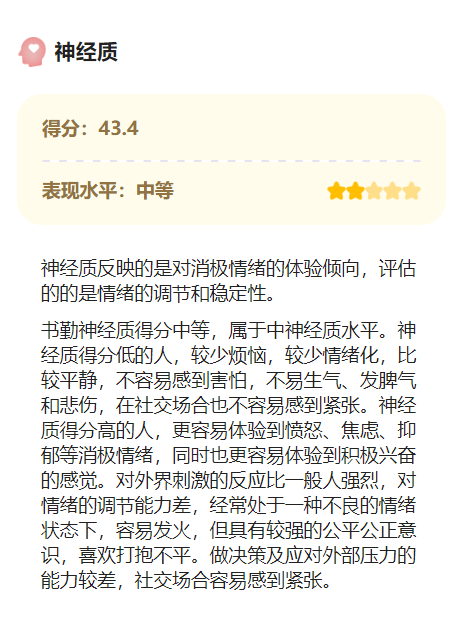 神经质
得分：43.4
表现水平：中等
神经质反映的是对消极情绪的体验倾向，评估
的的是情绪的调节和稳定性。
书勤神经质得分中等，属于中神经质水平。神
经质得分低的人，较少烦恼，较少情绪化，比
较平静，不容易感到害怕，不易生气、发脾气
和悲伤，在社交场合也不容易感到紧张。神经
质得分高的人，更容易体验到愤怒、焦虑、抑
郁等消极情绪，同时也更容易体验到积极兴奋
的感觉。对外界刺激的反应比一般人强烈，对
情绪的调节能力差，经常处于一种不良的情绪
状态下，容易发火，但具有较强的公平公正意
识，喜欢打抱不平。做决策及应对外部压力的
能力较差，社交场合容易感到紧张。